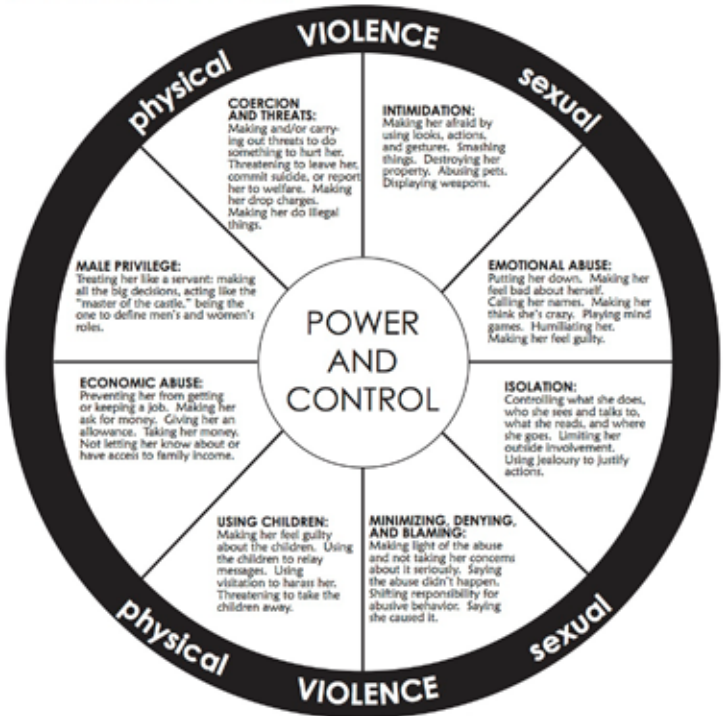 physical VIOLENCE sexual
COERCION
AND THREATS:
Making and/or carry-
ing out threats to do
something to hurt her.
Threatening to leave her,
commit suicide, or report
her to welfare. Making
her drop charges.
Making her do illegal
things.
INTIMIDATION:
Making her afraid by
using looks, actions,
and gestures. Smashing
things. Destroying her
property. Abusing pets.
Displaying weapons.
MALE PRIVILEGE:
Treating her like a servant: making
all the big decisions, acting like the
"master of the castle," being the
one to define men's and women's
roles.
EMOTIONAL ABUSE:
Putting her down. Making her
feel bad about herself.
Calling her names. Making her
think she's crazy. Playing mind
games. Humiliating her.
Making her feel guilty.
POWER
AND
CONTROL
ECONOMIC ABUSE:
Preventing her from getting
or keeping a job. Making her
ask for money. Giving her an
allowance. Taking her money.
Not letting her know about or
have access to family income.
ISOLATION:
Controlling what she does,
who she sees and talks to,
what she reads, and where
she goes. Limiting her
outside involvement.
Using jealousy to justify
actions.
USING CHILDREN:
Making her feel guilty
about the children. Using
the children to relay
messages. Using
visitation to harass her.
Threatening to take the
children away.
MINIMIZING, DENYING,
AND BLAMING:
Making light of the abuse
and not taking her concerns
about it seriously. Saying
the abuse didn't happen.
Shifting responsibility for
abusive behavior. Saying
she caused it.
physical VIOLENCE sexual